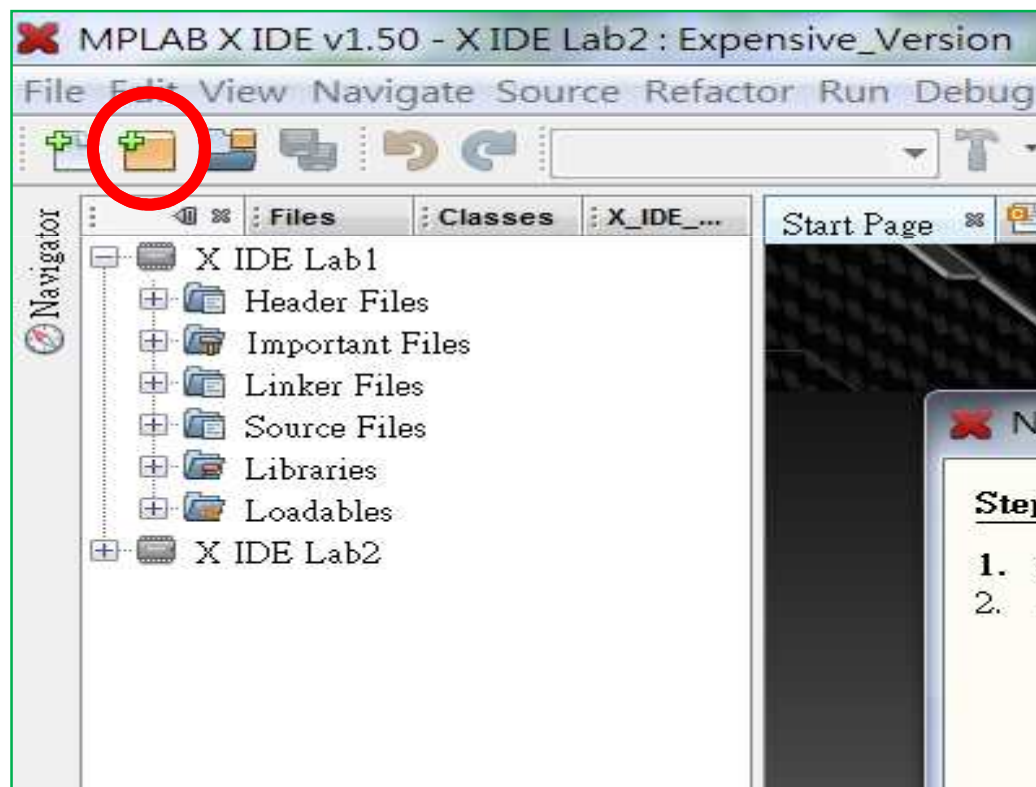 MPLAB X IDE v1.50 - X IDE Lab2 : Expensive_Version
File Edit View Navigate Source Refactor Run Debug
Files Classes X_IDE_...
Start Page
Navigator
X IDE Lab1
Header Files
Important Files
Linker Files
Source Files
Libraries
Loadables
X IDE Lab2
1.
2.